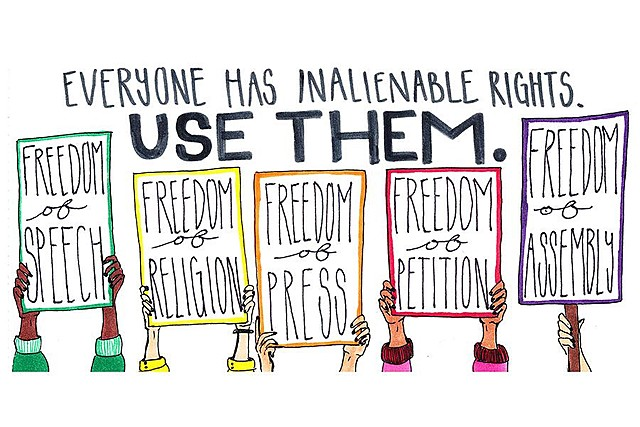 EVERYONE HAS INALIENABLE RIGHTS.
USE THEM.
FREEDOM
of
SPEECH
FREEDOM
of
RELIGION
FREEDOM
of
PRESS
FREEDOM
of
PETITION
FREEDOM
of
ASSEMBLY